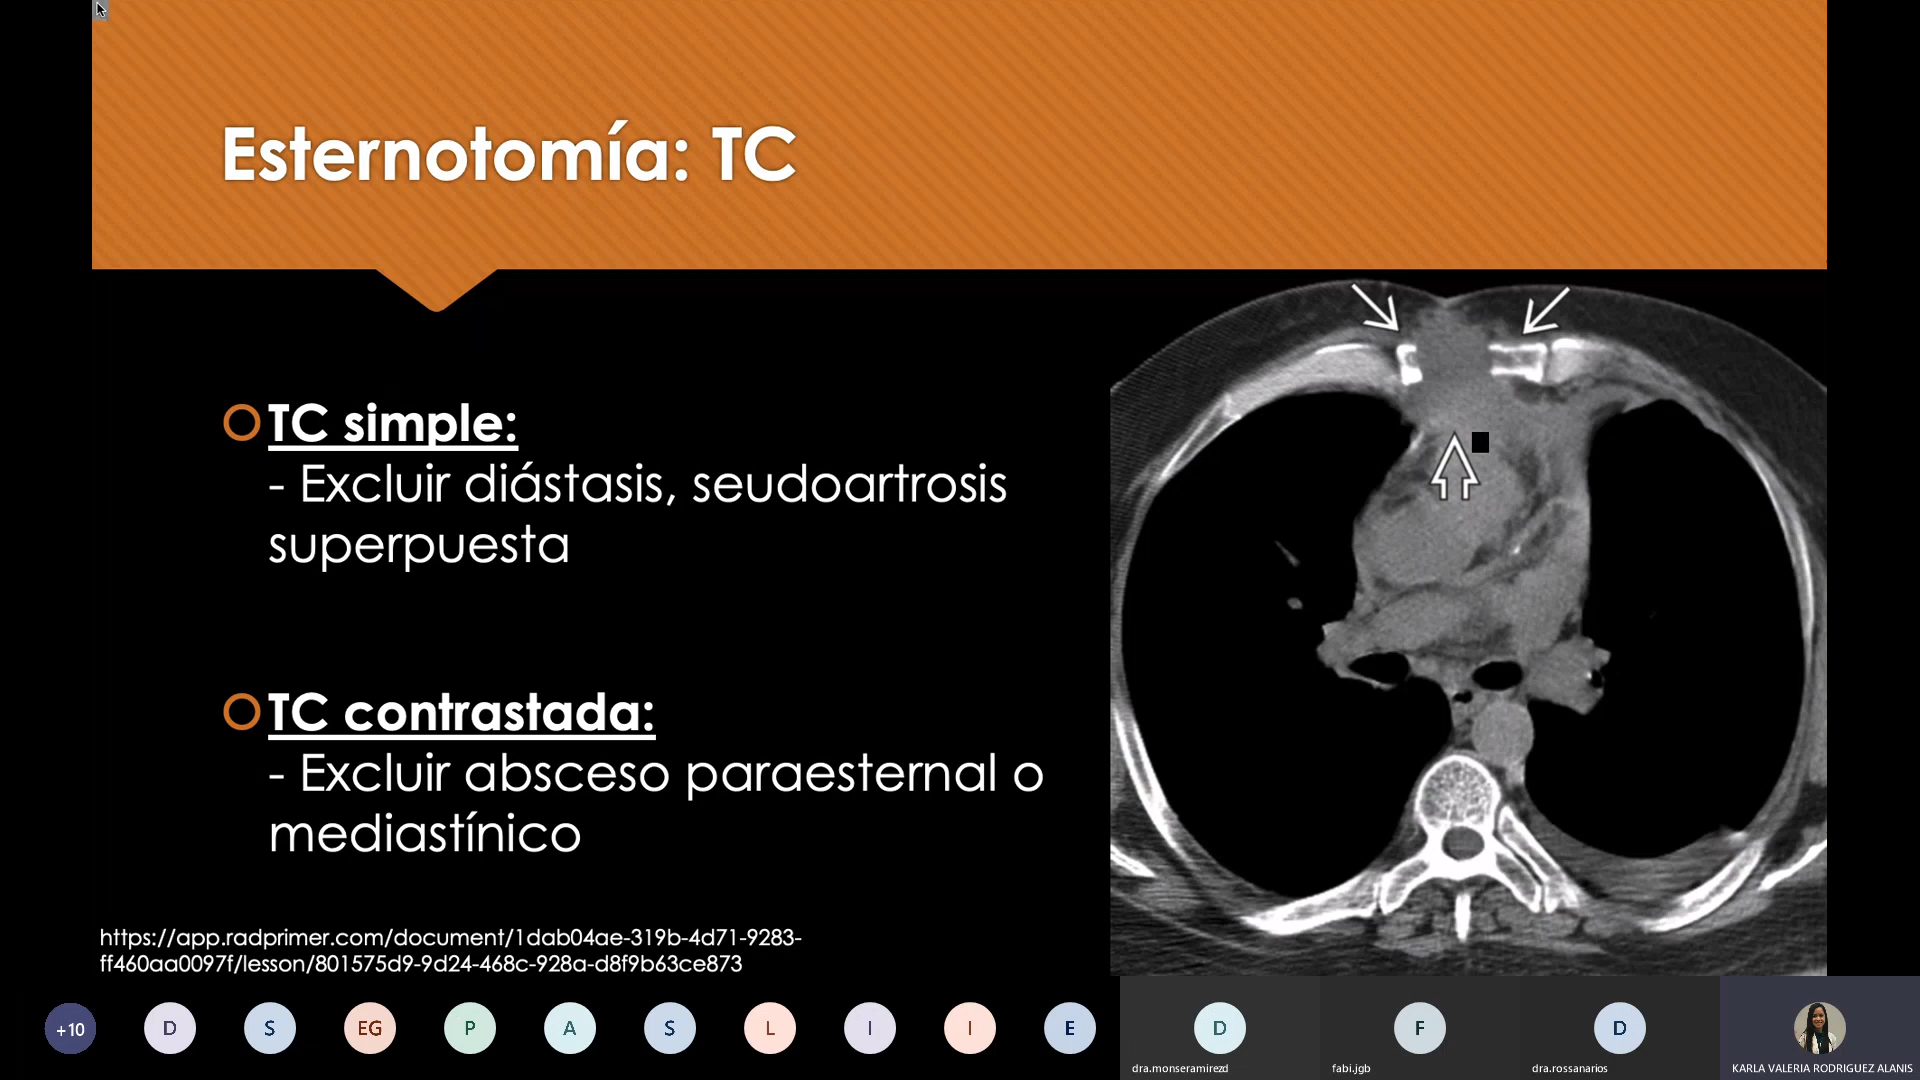 Esternotomía: TC
TC simple:
- Excluir diástasis, seudoartrosis
superpuesta
TC contrastada:
- Excluir absceso paraesternal o
mediastínico
https://app.radprimer.com/document/1dab04ae-319b-4d71-9283-
ff460aa0097f/lesson/801575d9-9d24-468c-928a-d8f9b63ce873
+10 D S EG P A S L I I E D F D
dra.monseramirezd fabi.jgb dra.rossanarios KARLA VALERIA RODRIGUEZ ALANIS